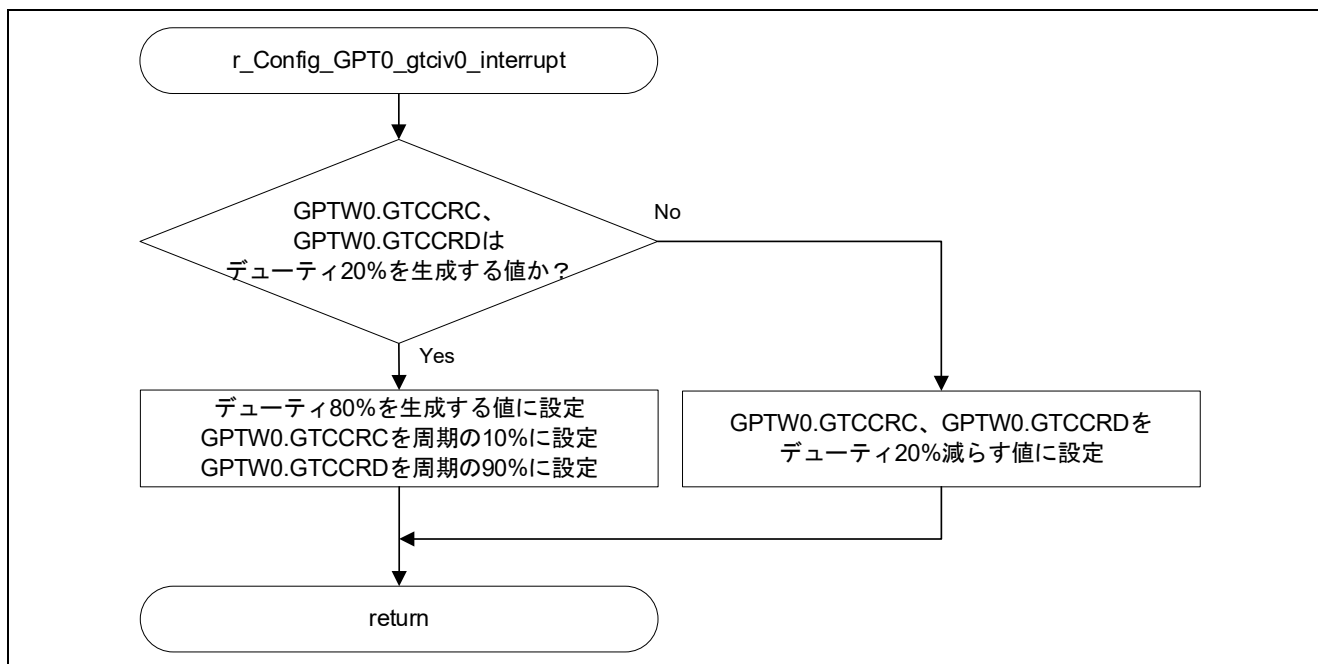 r_Config_GPT0_gtciv0_interrupt
GPTW0.GTCCRC、
GPTW0.GTCCRDは
デューティ20%を生成する値か？
No
Yes
デューティ80%を生成する値に設定
GPTW0.GTCCRCを周期の10%に設定
GPTW0.GTCCRDを周期の90%に設定
GPTW0.GTCCRC、GPTW0.GTCCRDを
デューティ20%減らす値に設定
return